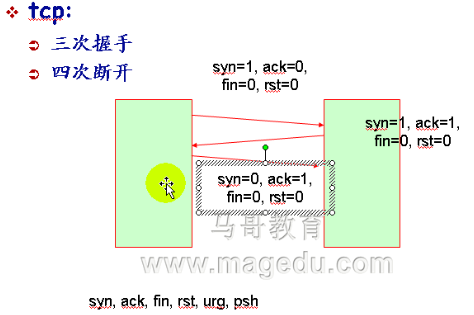 tcp:
三次握手
四次断开
syn=1, ack=0,
fin=0, rst=0
syn=1, ack=1,
fin=0, rst=0
syn=0, ack=1,
fin=0, rst=0
马哥教育
www.magedu.com
syn, ack, fin, rst, urg, psh